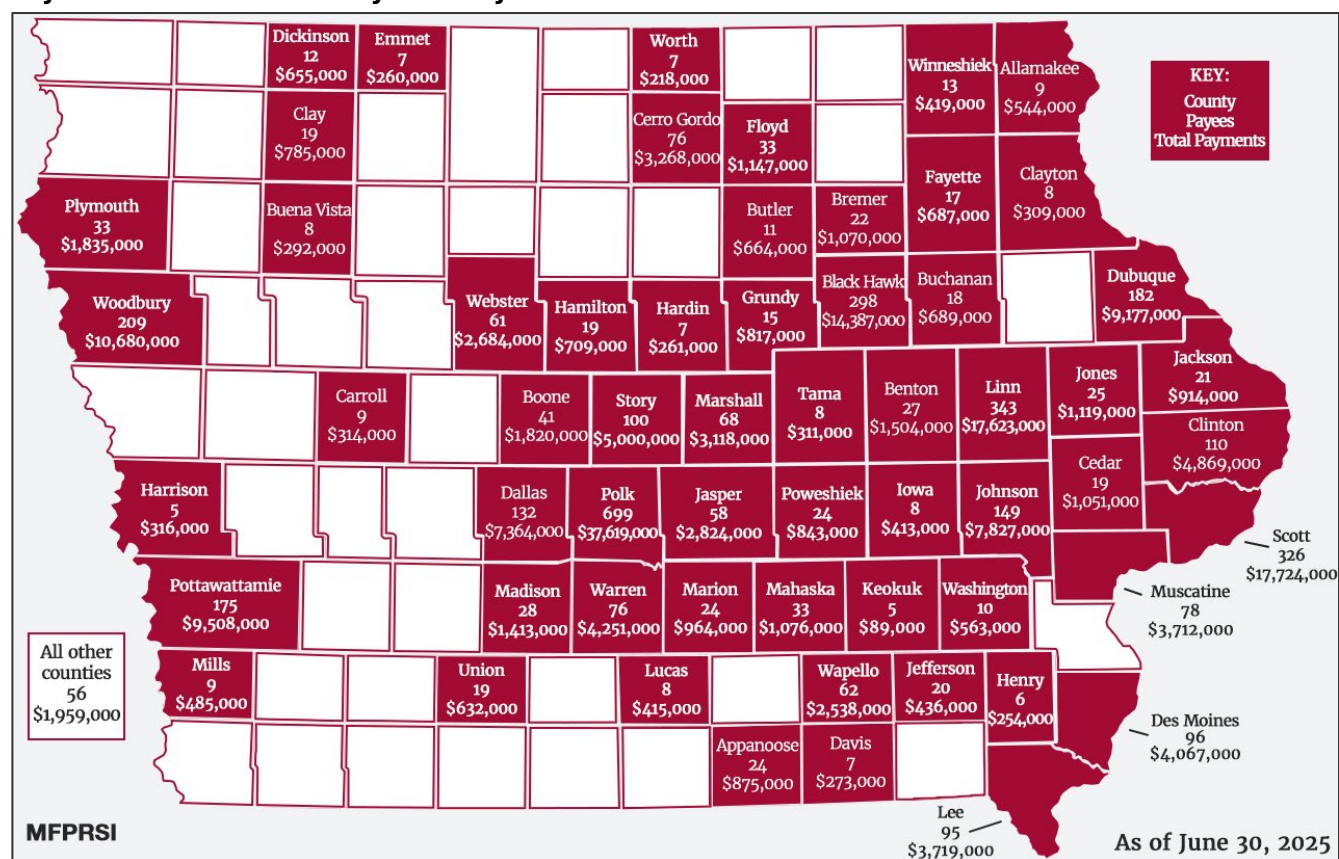 Dickinson
12
$655,000
Emmet
7
$260,000
Worth
7
$218,000
Winneshiek
13
$419,000
Allamakee
9
$544,000
KEY:
County
Payees
Total Payments
Clay
19
$785,000
Cerro Gordo
76
$3,268,000
Floyd
33
$1,147,000
Fayette
17
$687,000
Clayton
8
$309,000
Plymouth
33
$1,835,000
Buena Vista
8
$292,000
Butler
11
$664,000
Bremer
22
$1,070,000
Woodbury
209
$10,680,000
Webster
61
$2,684,000
Hamilton
19
$709,000
Hardin
7
$261,000
Grundy
15
$817,000
Black Hawk
298
$14,387,000
Buchanan
18
$689,000
Dubuque
182
$9,177,000
Carroll
9
$314,000
Boone
41
$1,820,000
Story
100
$5,000,000
Marshall
68
$3,118,000
Tama
8
$311,000
Benton
27
$1,504,000
Linn
343
$17,623,000
Jones
25
$1,119,000
Jackson
21
$914,000
Clinton
110
$4,869,000
Harrison
5
$316,000
Dallas
132
$7,364,000
Polk
699
$37,619,000
Jasper
58
$2,824,000
Poweshiek
24
$843,000
Iowa
8
$413,000
Johnson
149
$7,827,000
Cedar
19
$1,051,000
Scott
326
$17,724,000
Pottawattamie
175
$9,508,000
Madison
28
$1,413,000
Warren
76
$4,251,000
Marion
24
$964,000
Mahaska
33
$1,076,000
Keokuk
5
$89,000
Washington
10
$563,000
Muscatine
78
$3,712,000
All other
counties
56
$1,959,000
Mills
9
$485,000
Union
19
$632,000
Lucas
8
$415,000
Wapello
62
$2,538,000
Jefferson
20
$436,000
Henry
6
$254,000
Des Moines
96
$4,067,000
Appanoose
24
$875,000
Davis
7
$273,000
Lee
95
$3,719,000
MFPRSI
As of June 30, 2025